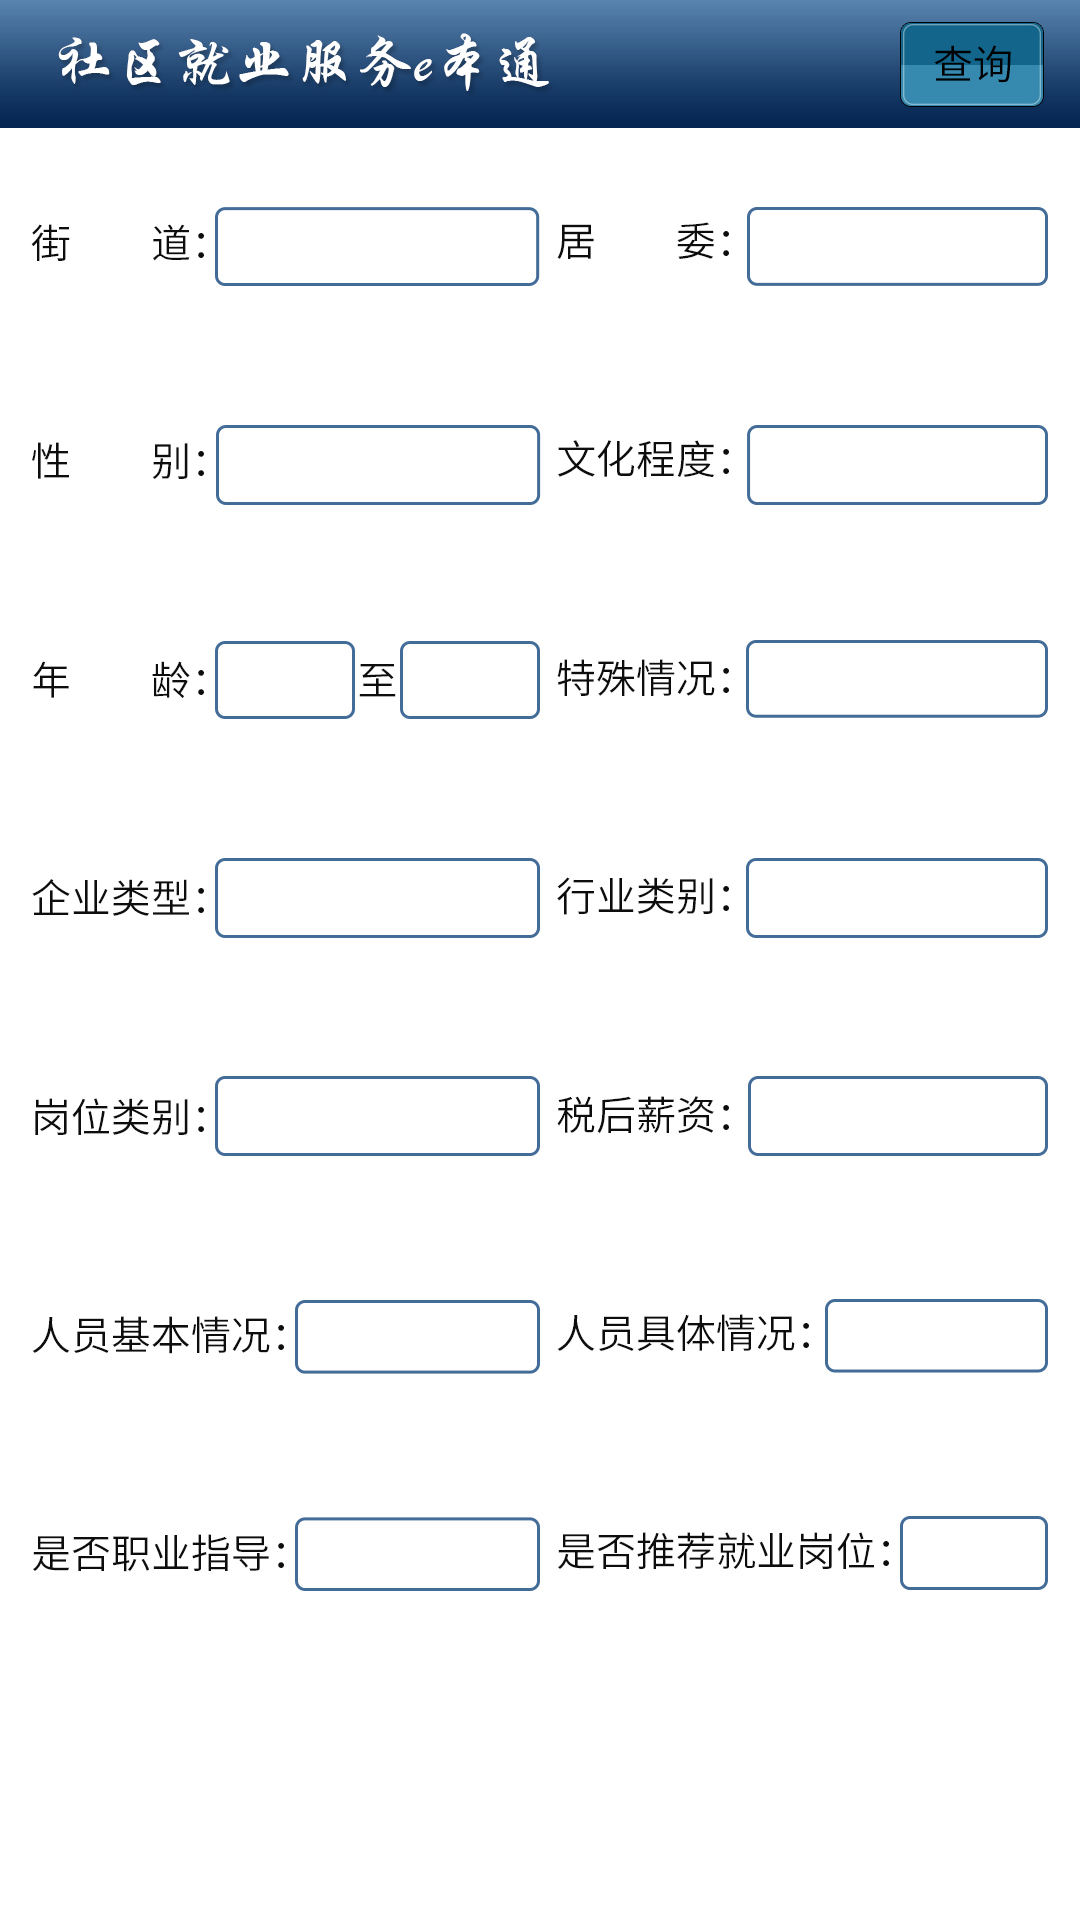 社区就业服务e本通 查询
街　　道： 居　　委：
性　　别： 文化程度：
年　　龄： 至 特殊情况：
企业类型： 行业类别：
岗位类别： 税后薪资：
人员基本情况： 人员具体情况：
是否职业指导： 是否推荐就业岗位：